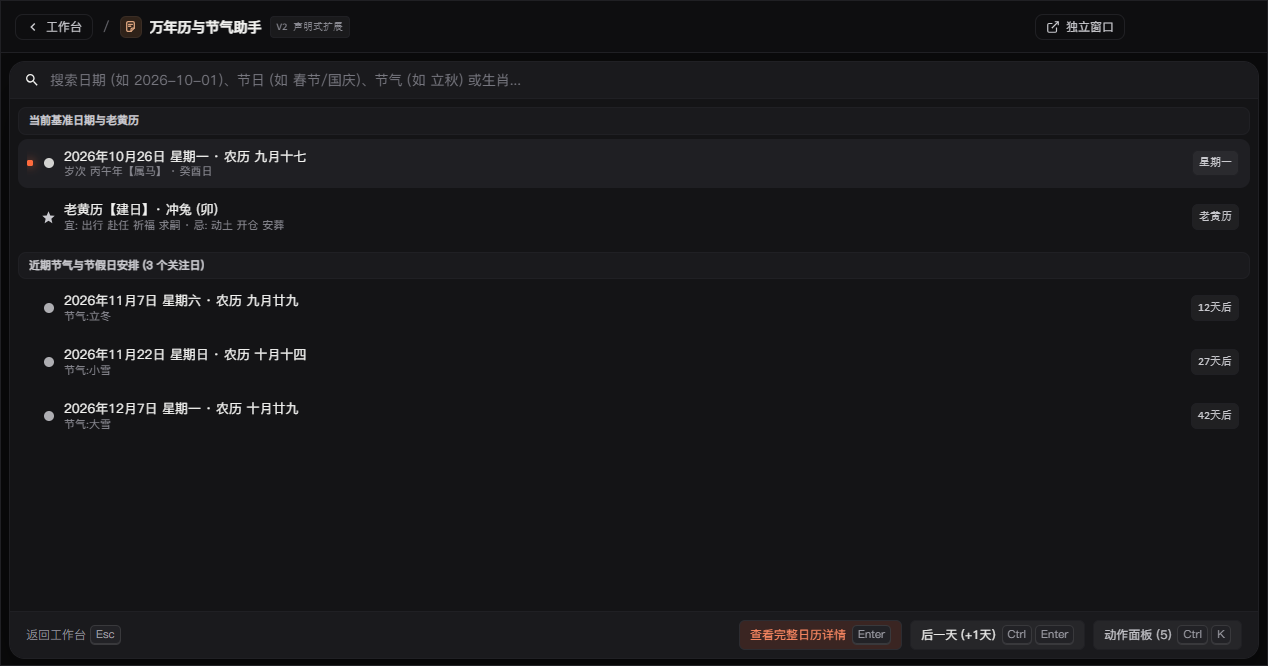 工作台 / 万年历与节气助手 V2 声明式扩展 独立窗口
搜索日期 (如 2026-10-01)、节日 (如 春节/国庆)、节气 (如 立秋) 或生肖...
当前基准日期与老黄历
2026年10月26日 星期一 · 农历 九月十七 星期一
岁次 丙午年【属马】 · 癸酉日
老黄历【建日】· 冲兔 (卯) 老黄历
宜: 出行 赴任 祈福 求嗣 · 忌: 动土 开仓 安葬
近期节气与节假日安排 (3 个关注日)
2026年11月7日 星期六 · 农历 九月廿九 12天后
节气:立冬
2026年11月22日 星期日 · 农历 十月十四 27天后
节气:小雪
2026年12月7日 星期一 · 农历 十月廿九 42天后
节气:大雪
返回工作台 Esc 查看完整日历详情 Enter 后一天 (+1天) Ctrl Enter 动作面板 (5) Ctrl K